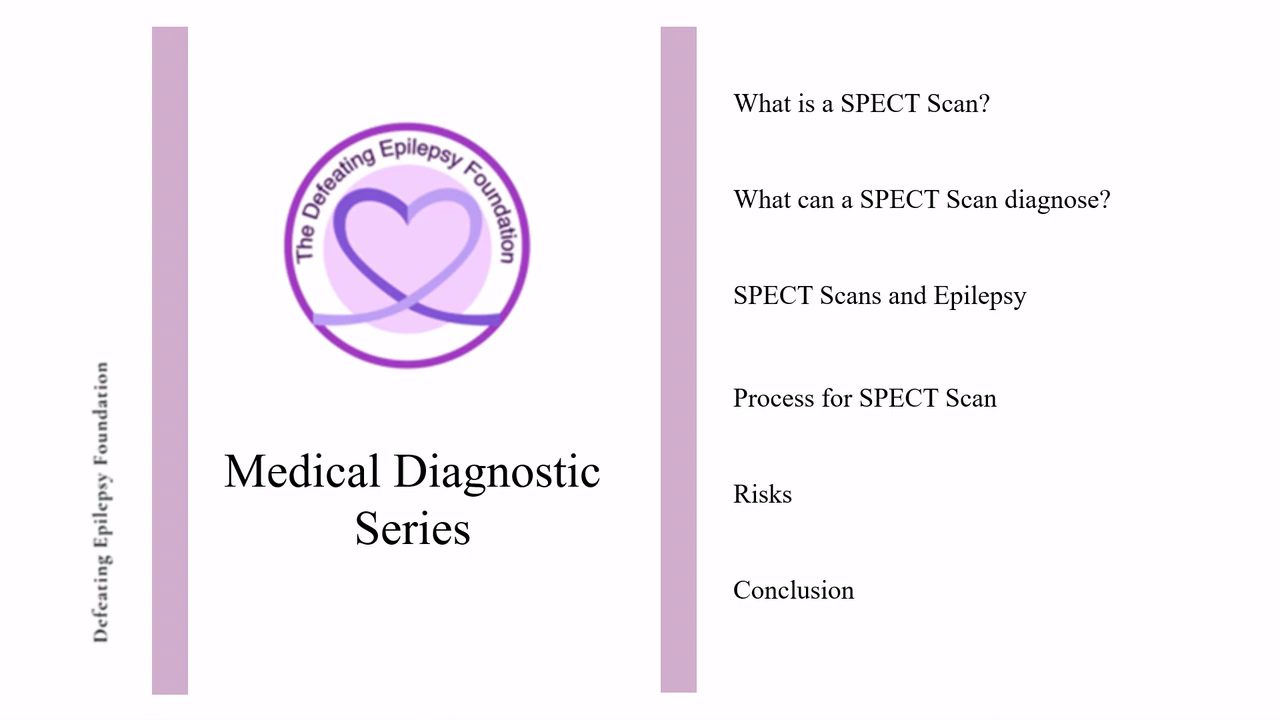 Defeating Epilepsy Foundation
The Defeating Epilepsy Foundation
Medical Diagnostic
Series
What is a SPECT Scan?
What can a SPECT Scan diagnose?
SPECT Scans and Epilepsy
Process for SPECT Scan
Risks
Conclusion